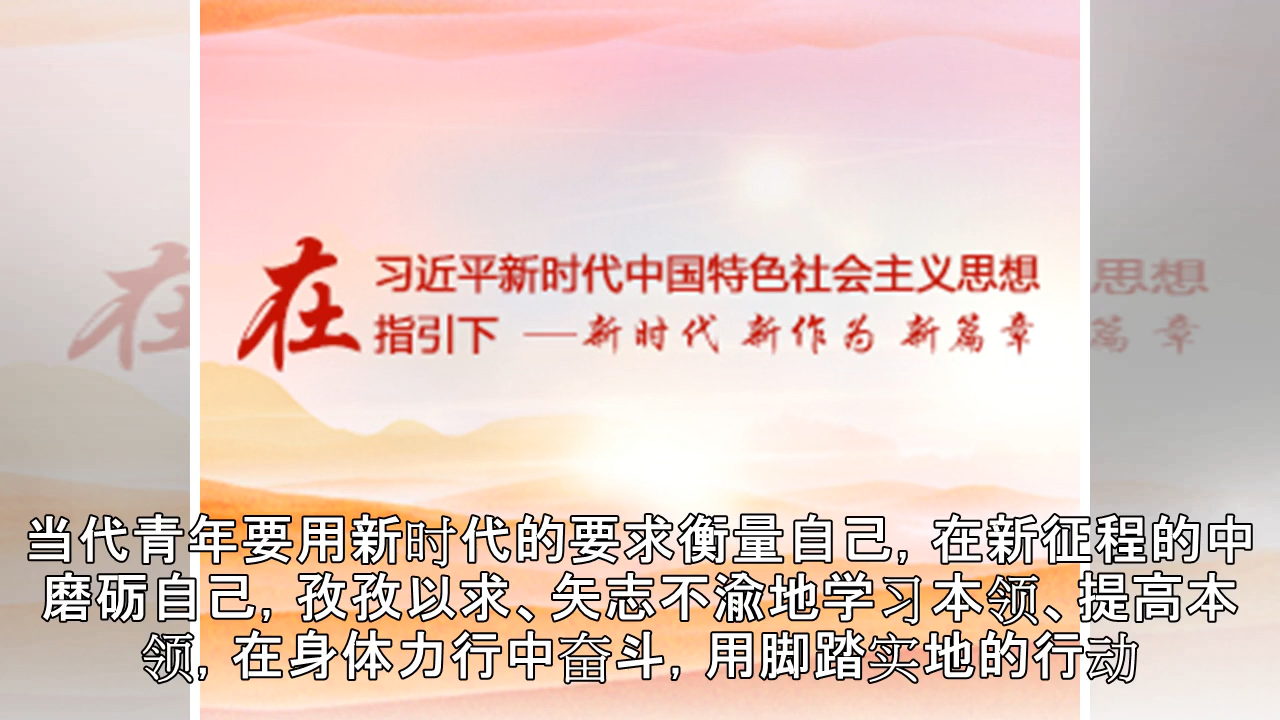 在习近平新时代中国特色社会主义思想
指引下 ——新时代 新作为 新篇章
思想
篇章
当代青年要用新时代的要求衡量自己, 在新征程的中
磨砺自己, 孜孜以求、矢志不渝地学习本领、提高本
领, 在身体力行中奋斗, 用脚踏实地的行动